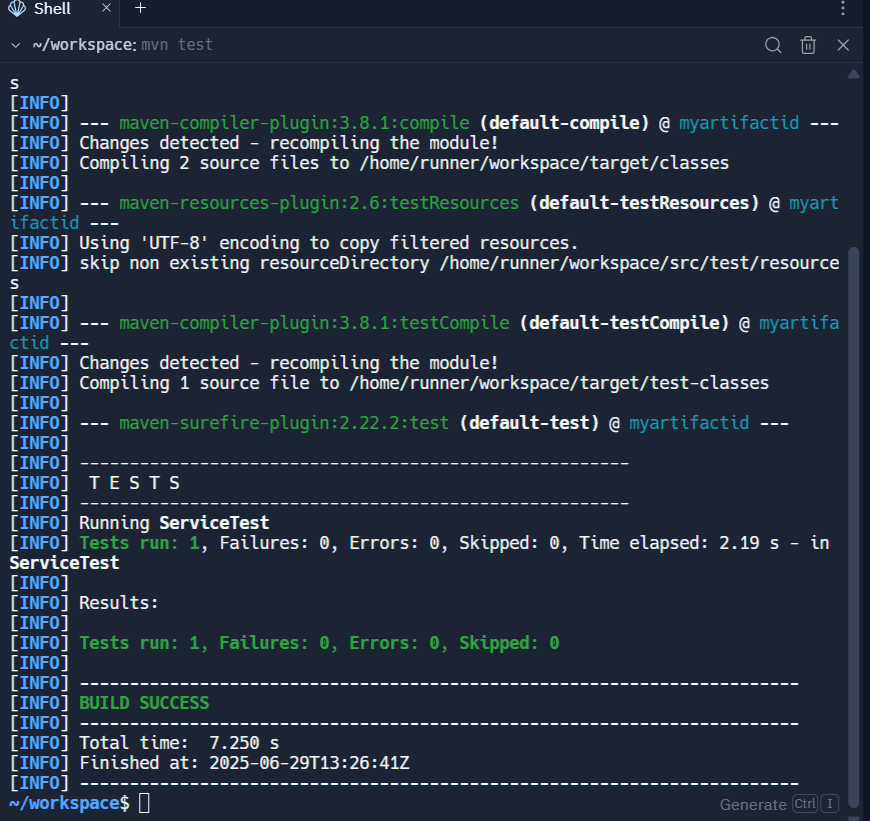 Shell
~/workspace: mvn test
s
[INFO]
[INFO] --- maven-compiler-plugin:3.8.1:compile (default-compile) @ myartifactid ---
[INFO] Changes detected - recompiling the module!
[INFO] Compiling 2 source files to /home/runner/workspace/target/classes
[INFO]
[INFO] --- maven-resources-plugin:2.6:testResources (default-testResources) @ myart
ifactid ---
[INFO] Using 'UTF-8' encoding to copy filtered resources.
[INFO] skip non existing resourceDirectory /home/runner/workspace/src/test/resource
s
[INFO]
[INFO] --- maven-compiler-plugin:3.8.1:testCompile (default-testCompile) @ myartifa
ctid ---
[INFO] Changes detected - recompiling the module!
[INFO] Compiling 1 source file to /home/runner/workspace/target/test-classes
[INFO]
[INFO] --- maven-surefire-plugin:2.22.2:test (default-test) @ myartifactid ---
[INFO]
[INFO] -------------------------------------------------------
[INFO]  T E S T S
[INFO] -------------------------------------------------------
[INFO] Running ServiceTest
[INFO] Tests run: 1, Failures: 0, Errors: 0, Skipped: 0, Time elapsed: 2.19 s - in
ServiceTest
[INFO]
[INFO] Results:
[INFO]
[INFO] Tests run: 1, Failures: 0, Errors: 0, Skipped: 0
[INFO]
[INFO] ------------------------------------------------------------------------
[INFO] BUILD SUCCESS
[INFO] ------------------------------------------------------------------------
[INFO] Total time:  7.250 s
[INFO] Finished at: 2025-06-29T13:26:41Z
[INFO] ------------------------------------------------------------------------
~/workspace$
Generate Ctrl I